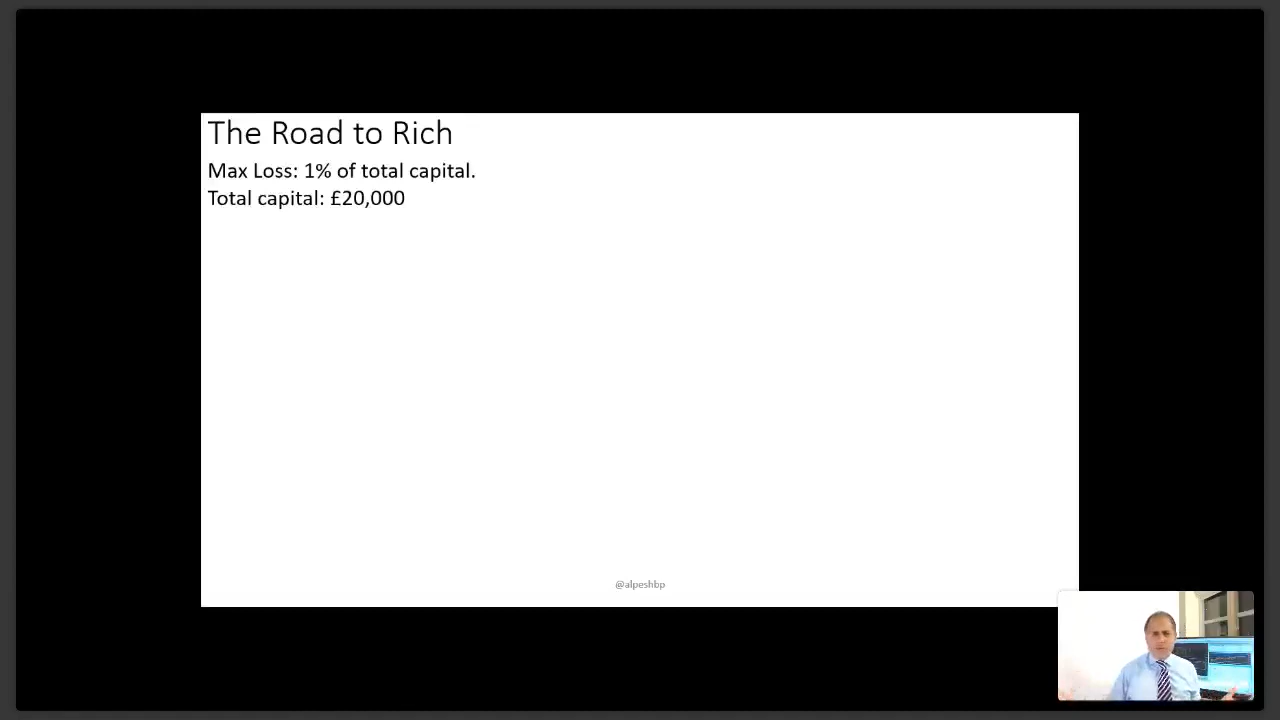 The Road to Rich
Max Loss: 1% of total capital.
Total capital: £20,000
@alpeshbp